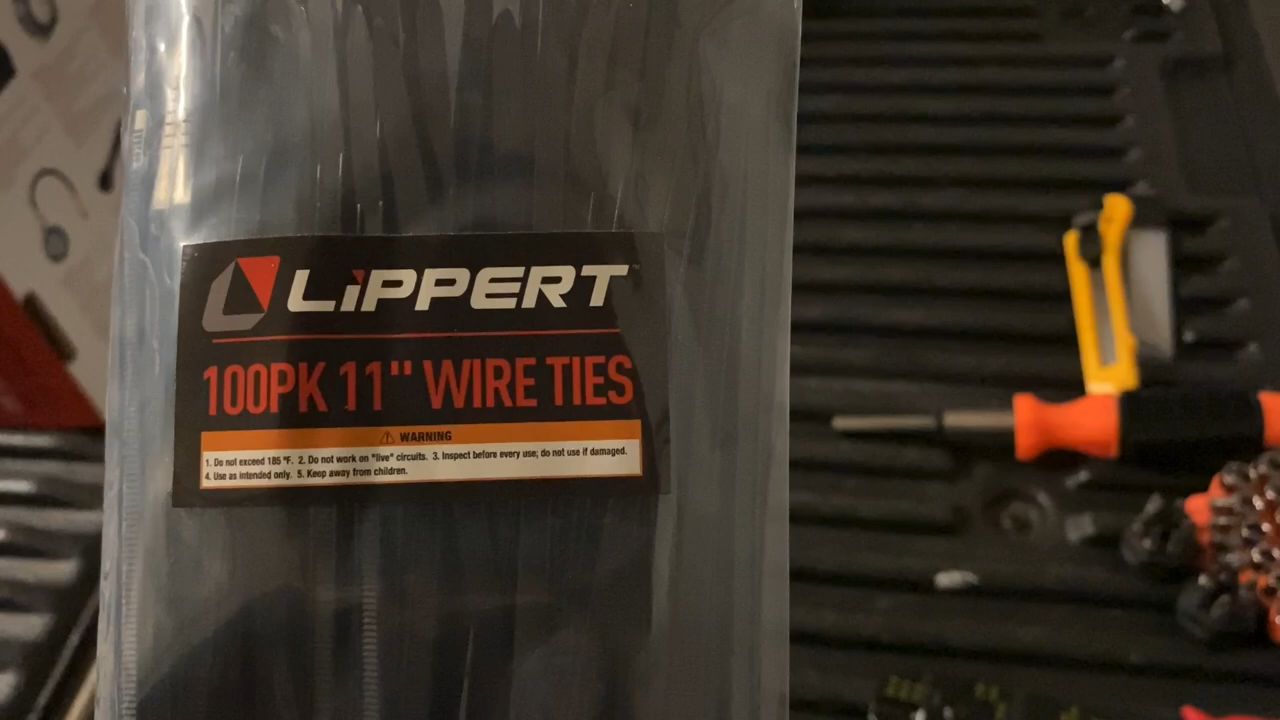 LiPPERT™
100PK 11" WIRE TIES
⚠ WARNING
1. Do not exceed 185 °F. 2. Do not work on "live" circuits. 3. Inspect before every use; do not use if damaged.
4. Use as intended only. 5. Keep away from children.